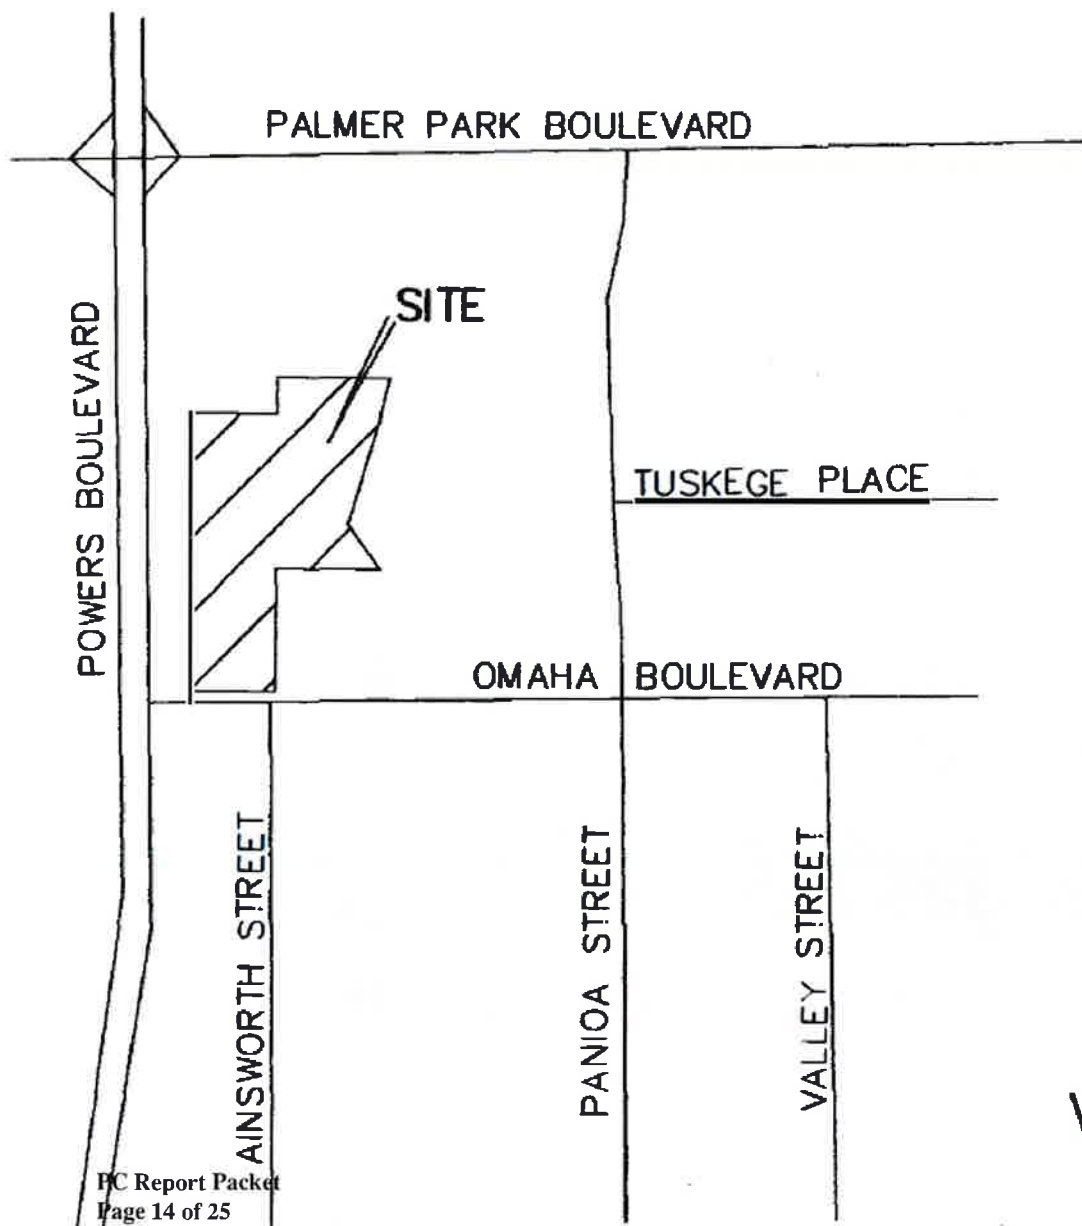 PALMER PARK BOULEVARD
SITE
POWERS BOULEVARD
TUSKEGE PLACE
OMAHA BOULEVARD
AINSWORTH STREET
PANIOA STREET
VALLEY STREET
PC Report Packet
Page 14 of 25